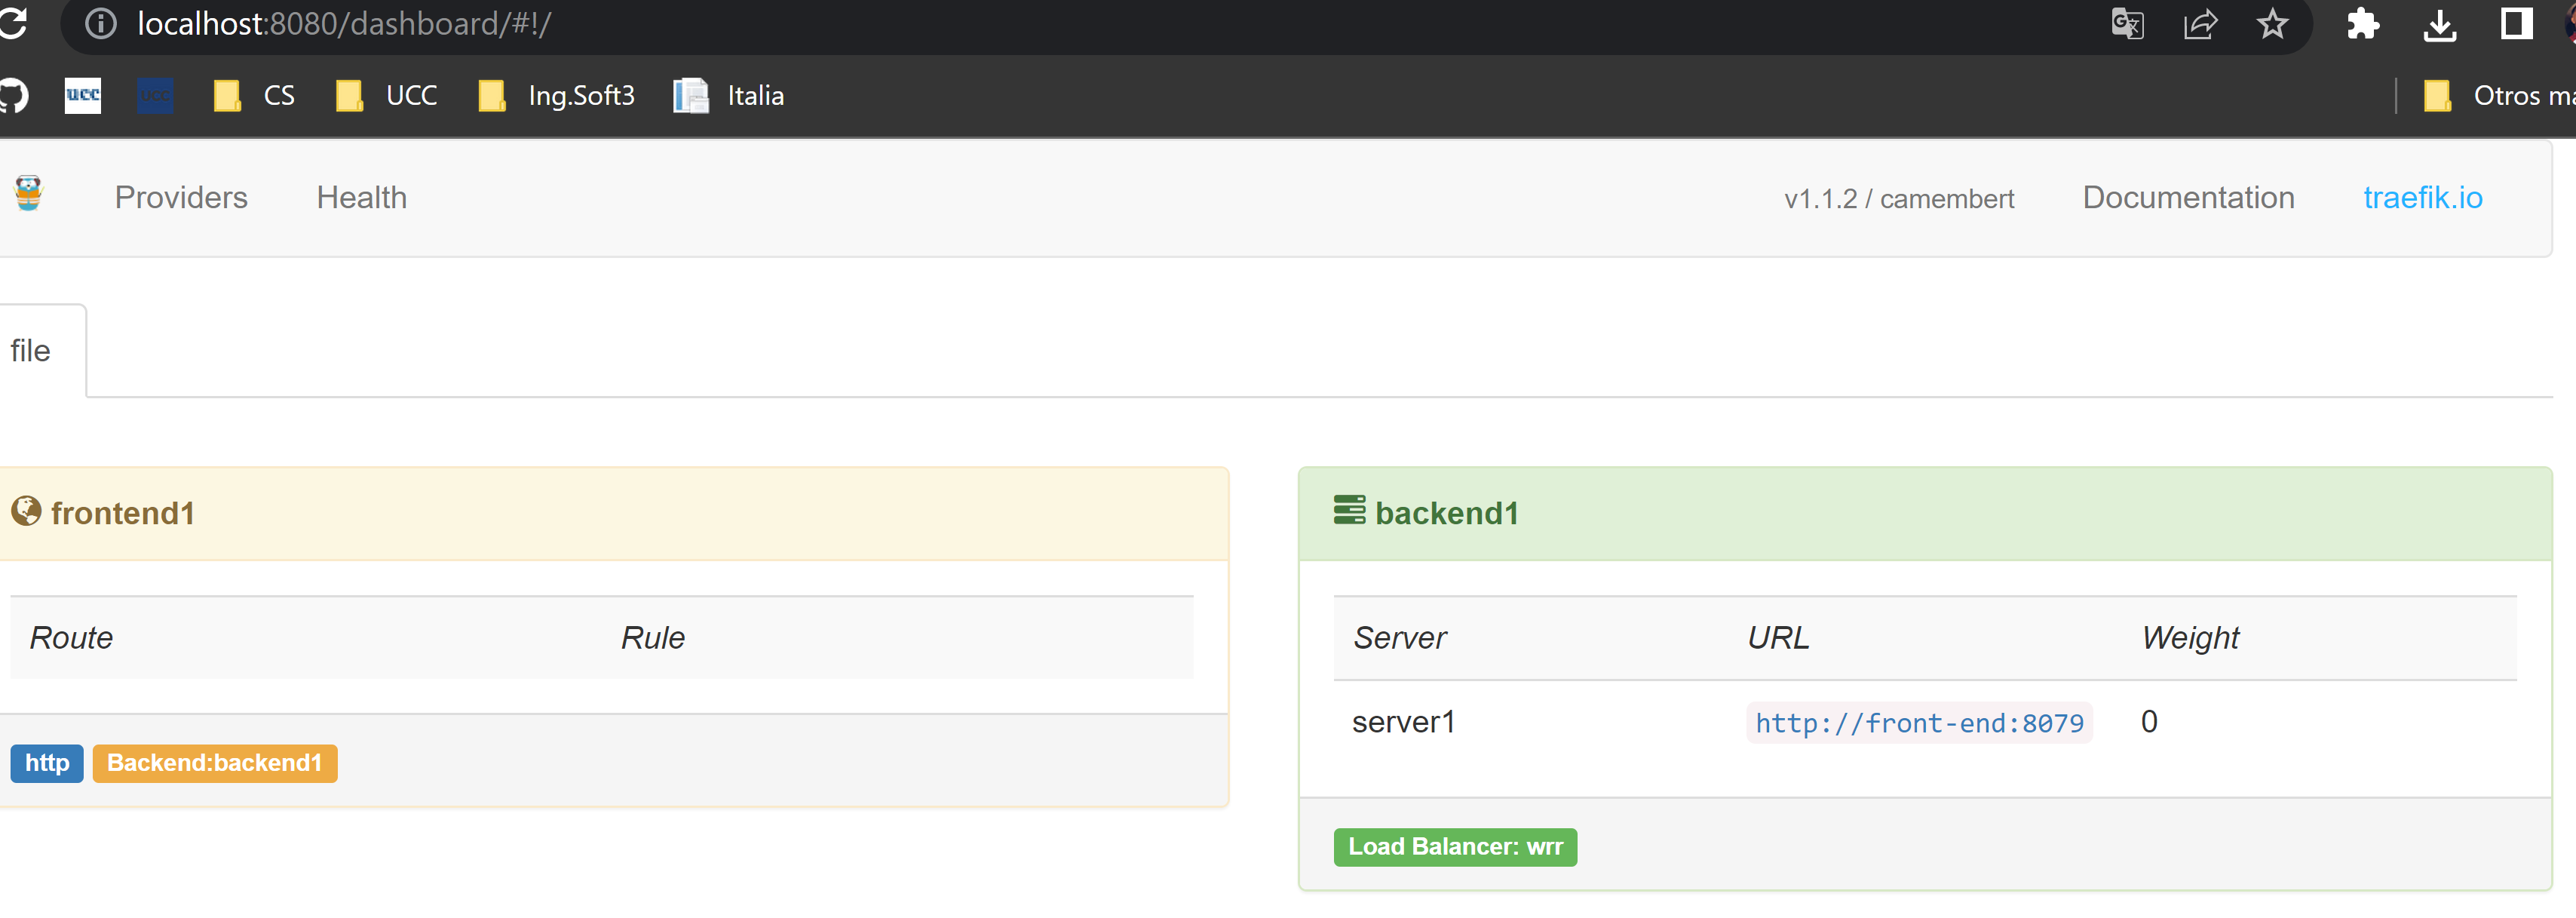 localhost:8080/dashboard/#!/
ucc UCC CS UCC Ing.Soft3 Italia Otros
Providers Health v1.1.2 / camembert Documentation traefik.io
file
frontend1
Route Rule
http Backend:backend1
backend1
Server URL Weight
server1 http://front-end:8079 0
Load Balancer: wrr